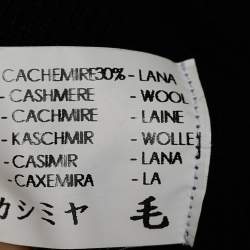 CACHEMIRE30% - LANA
- CASHMERE - WOOL
- CACHMIRE - LAINE
- KASCHMIR - WOLLE
- CASIMIR - LANA
- CAXEMIRA - LA
カシミヤ 毛